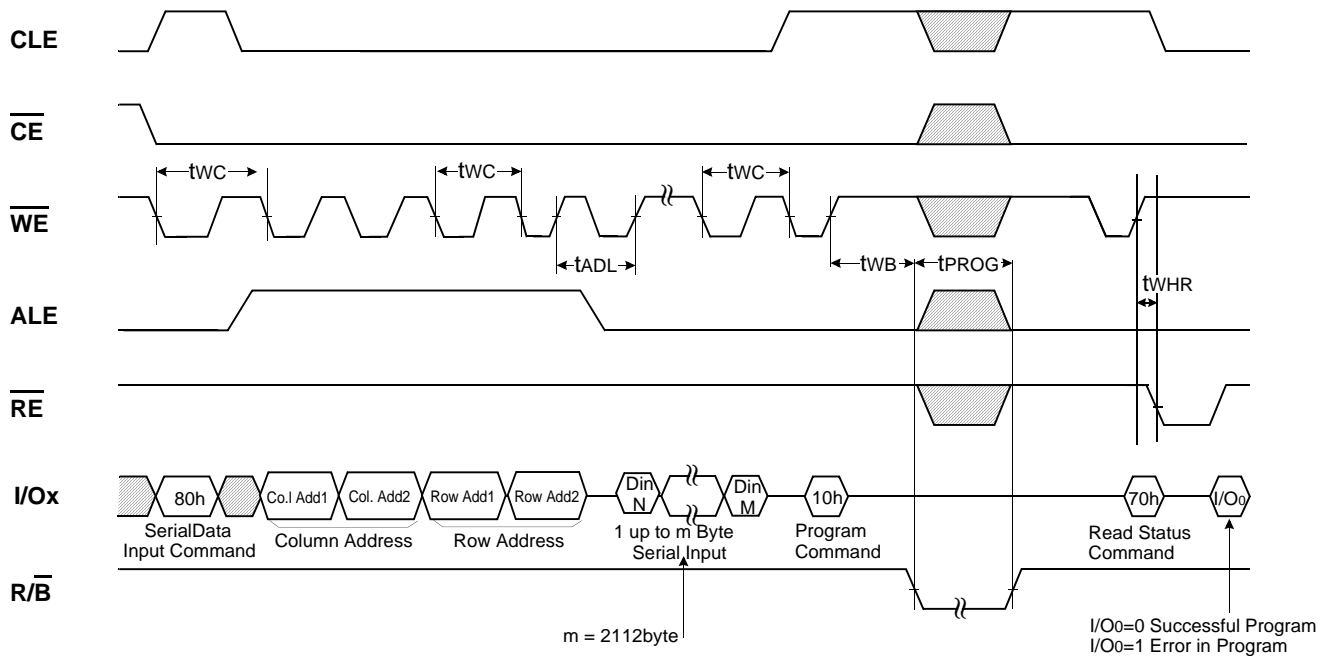 CLE
CE
tWC
tWC
tWC
WE
tADL
tWB
tPROG
tWHR
ALE
RE
I/Ox
80h
Co.l Add1
Col. Add2
Row Add1
Row Add2
Din
N
Din
M
10h
70h
I/O0
SerialData
Input Command
Column Address
Row Address
1 up to m Byte
Serial Input
Program
Command
Read Status
Command
R/B
m = 2112byte
I/O0=0 Successful Program
I/O0=1 Error in Program